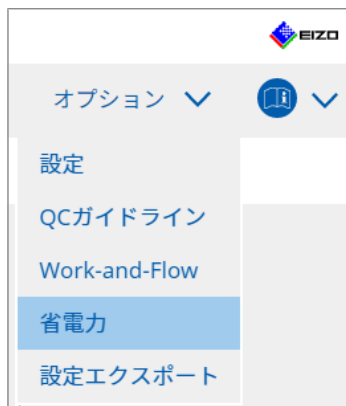 EIZO
オプション
設定
QCガイドライン
Work-and-Flow
省電力
設定エクスポート